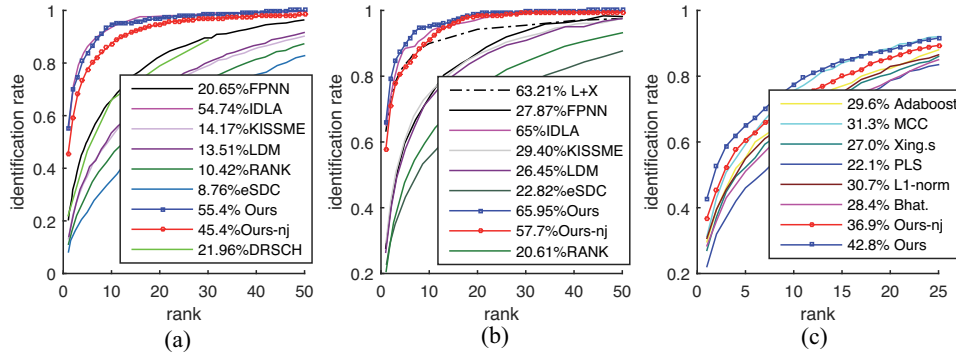 identification rate
1
0.8
0.6
0.4
0.2
0
0 10 20 30 40 50
rank
20.65%FPNN
54.74%IDLA
14.17%KISSME
13.51%LDM
10.42%RANK
8.76%eSDC
55.4% Ours
45.4%Ours-nj
21.96%DRSCH
(a)
identification rate
1
0.8
0.6
0.4
0.2
0 10 20 30 40 50
rank
63.21% L+X
27.87%FPNN
65%IDLA
29.40%KISSME
26.45%LDM
22.82%eSDC
65.95%Ours
57.7%Ours-nj
20.61%RANK
(b)
identification rate
1
0.8
0.6
0.4
0.2
0 5 10 15 20 25
rank
29.6% Adaboost
31.3% MCC
27.0% Xing.s
22.1% PLS
30.7% L1-norm
28.4% Bhat.
36.9% Ours-nj
42.8% Ours
(c)